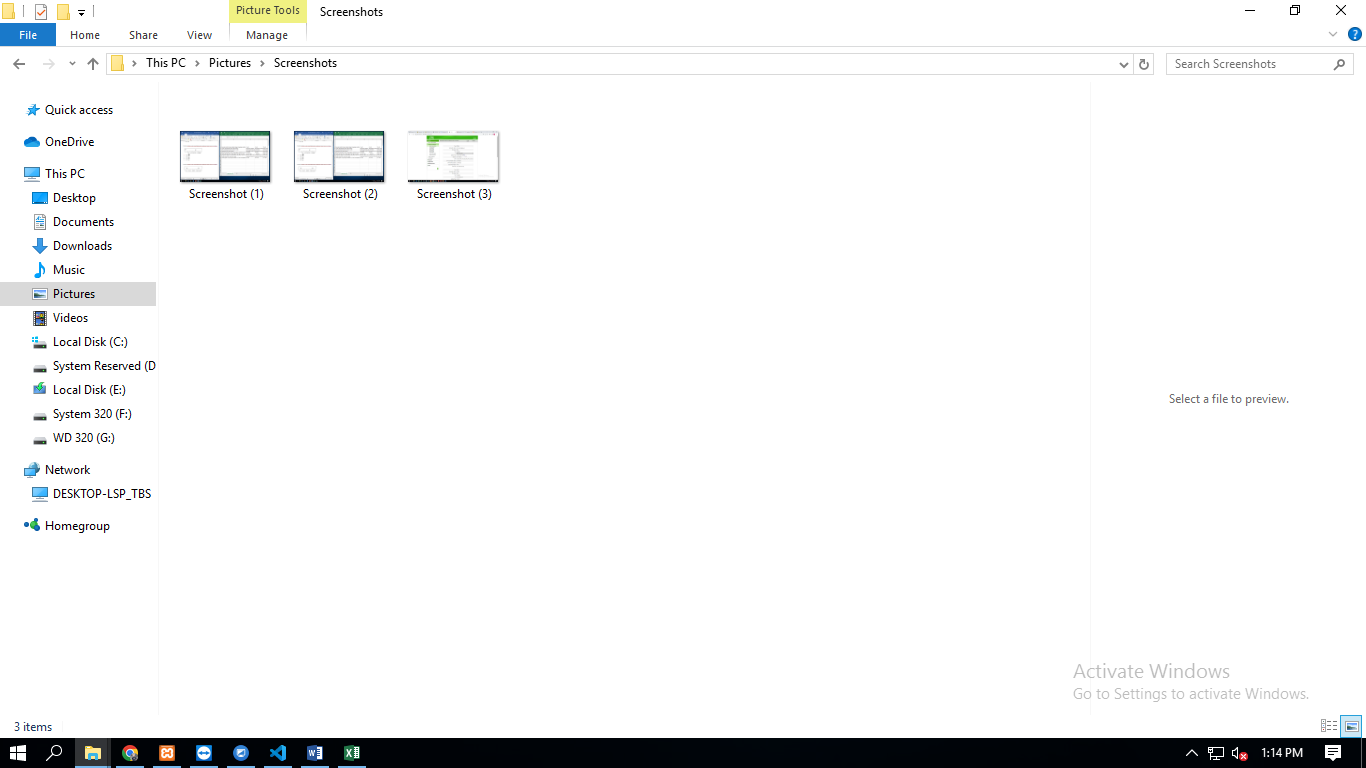 Picture Tools
Screenshots
File
Home
Share
View
Manage
This PC
Pictures
Screenshots
Search Screenshots
Quick access
OneDrive
This PC
Desktop
Documents
Downloads
Music
Pictures
Videos
Local Disk (C:)
System Reserved (D
Local Disk (E:)
System 320 (F:)
WD 320 (G:)
Network
DESKTOP-LSP_TBS
Homegroup
Screenshot (1)
Screenshot (2)
Screenshot (3)
Select a file to preview.
Activate Windows
Go to Settings to activate Windows.
3 items
1:14 PM